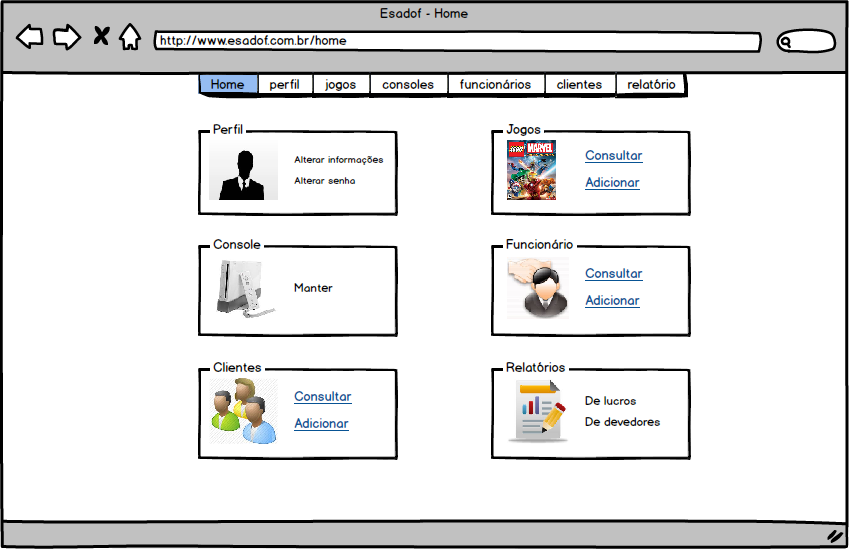 Esadof - Home
http://www.esadof.com.br/home
Home perfil jogos consoles funcionários clientes relatório
Perfil
Alterar informações
Alterar senha
Jogos
LEGO MARVEL
Consultar
Adicionar
Console
Manter
Funcionário
Consultar
Adicionar
Clientes
Consultar
Adicionar
Relatórios
De lucros
De devedores